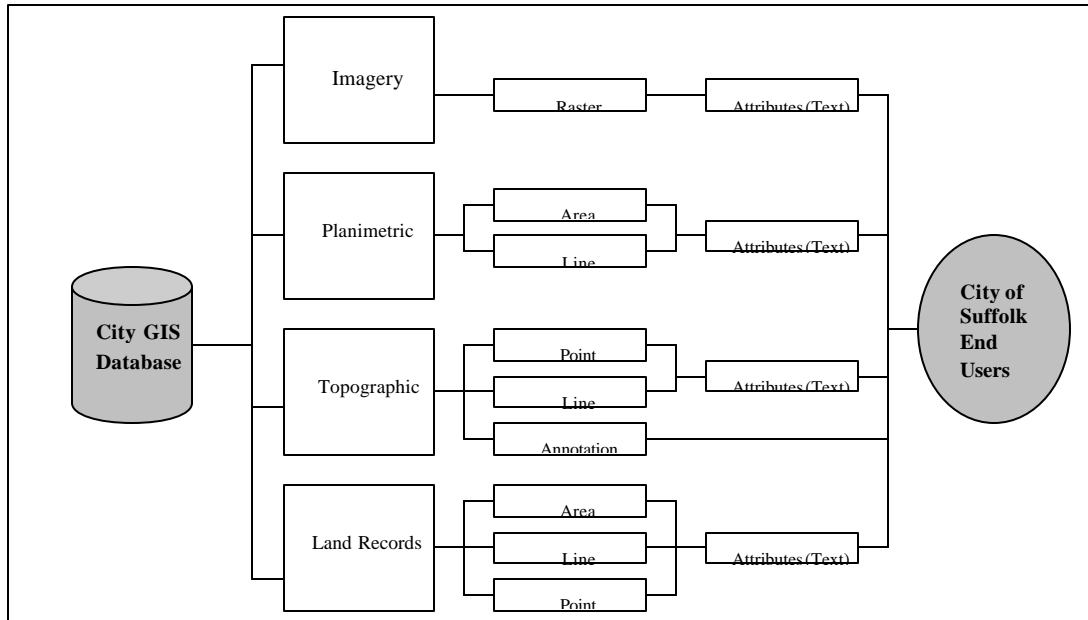 Imagery
Raster
Attributes (Text)
Planimetric
Area
Line
Attributes (Text)
City GIS
Database
Topographic
Point
Line
Annotation
Attributes (Text)
City of
Suffolk
End
Users
Land Records
Area
Line
Point
Attributes (Text)